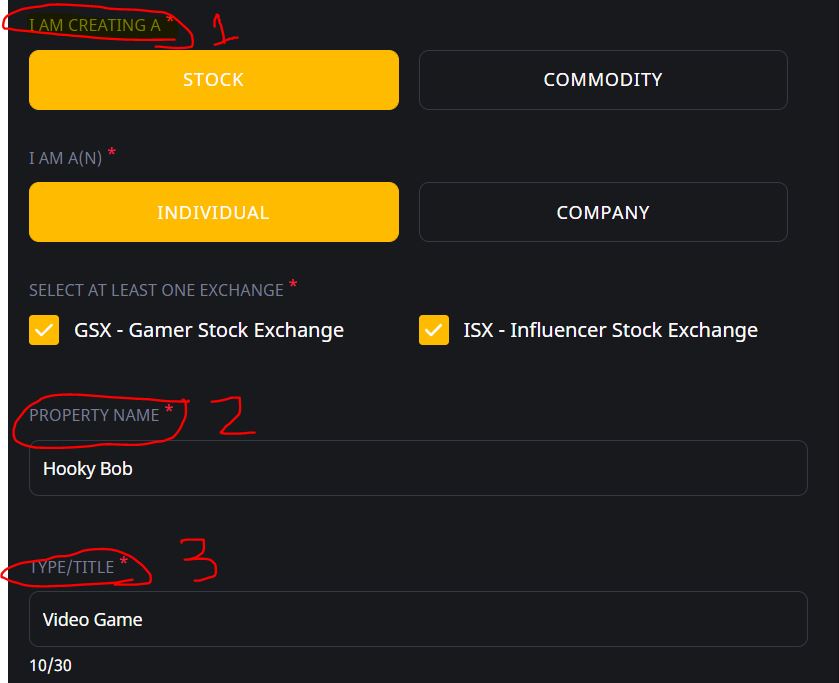 I AM CREATING A * 1
STOCK COMMODITY
I AM A(N) *
INDIVIDUAL COMPANY
SELECT AT LEAST ONE EXCHANGE *
GSX - Gamer Stock Exchange ISX - Influencer Stock Exchange
PROPERTY NAME * 2
Hooky Bob
TYPE/TITLE * 3
Video Game
10/30